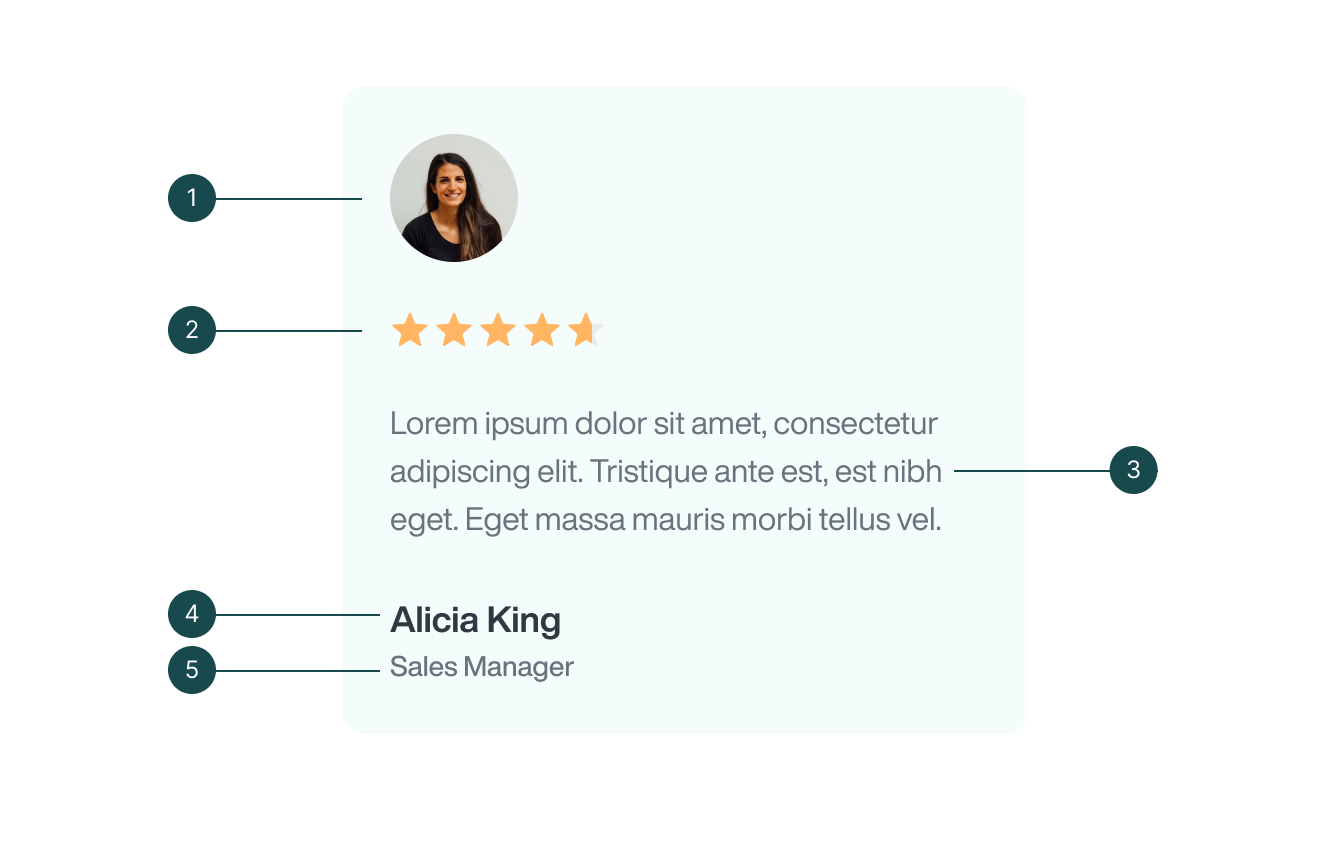 1
2
Lorem ipsum dolor sit amet, consectetur
adipiscing elit. Tristique ante est, est nibh
3
eget. Eget massa mauris morbi tellus vel.
4
Alicia King
5
Sales Manager